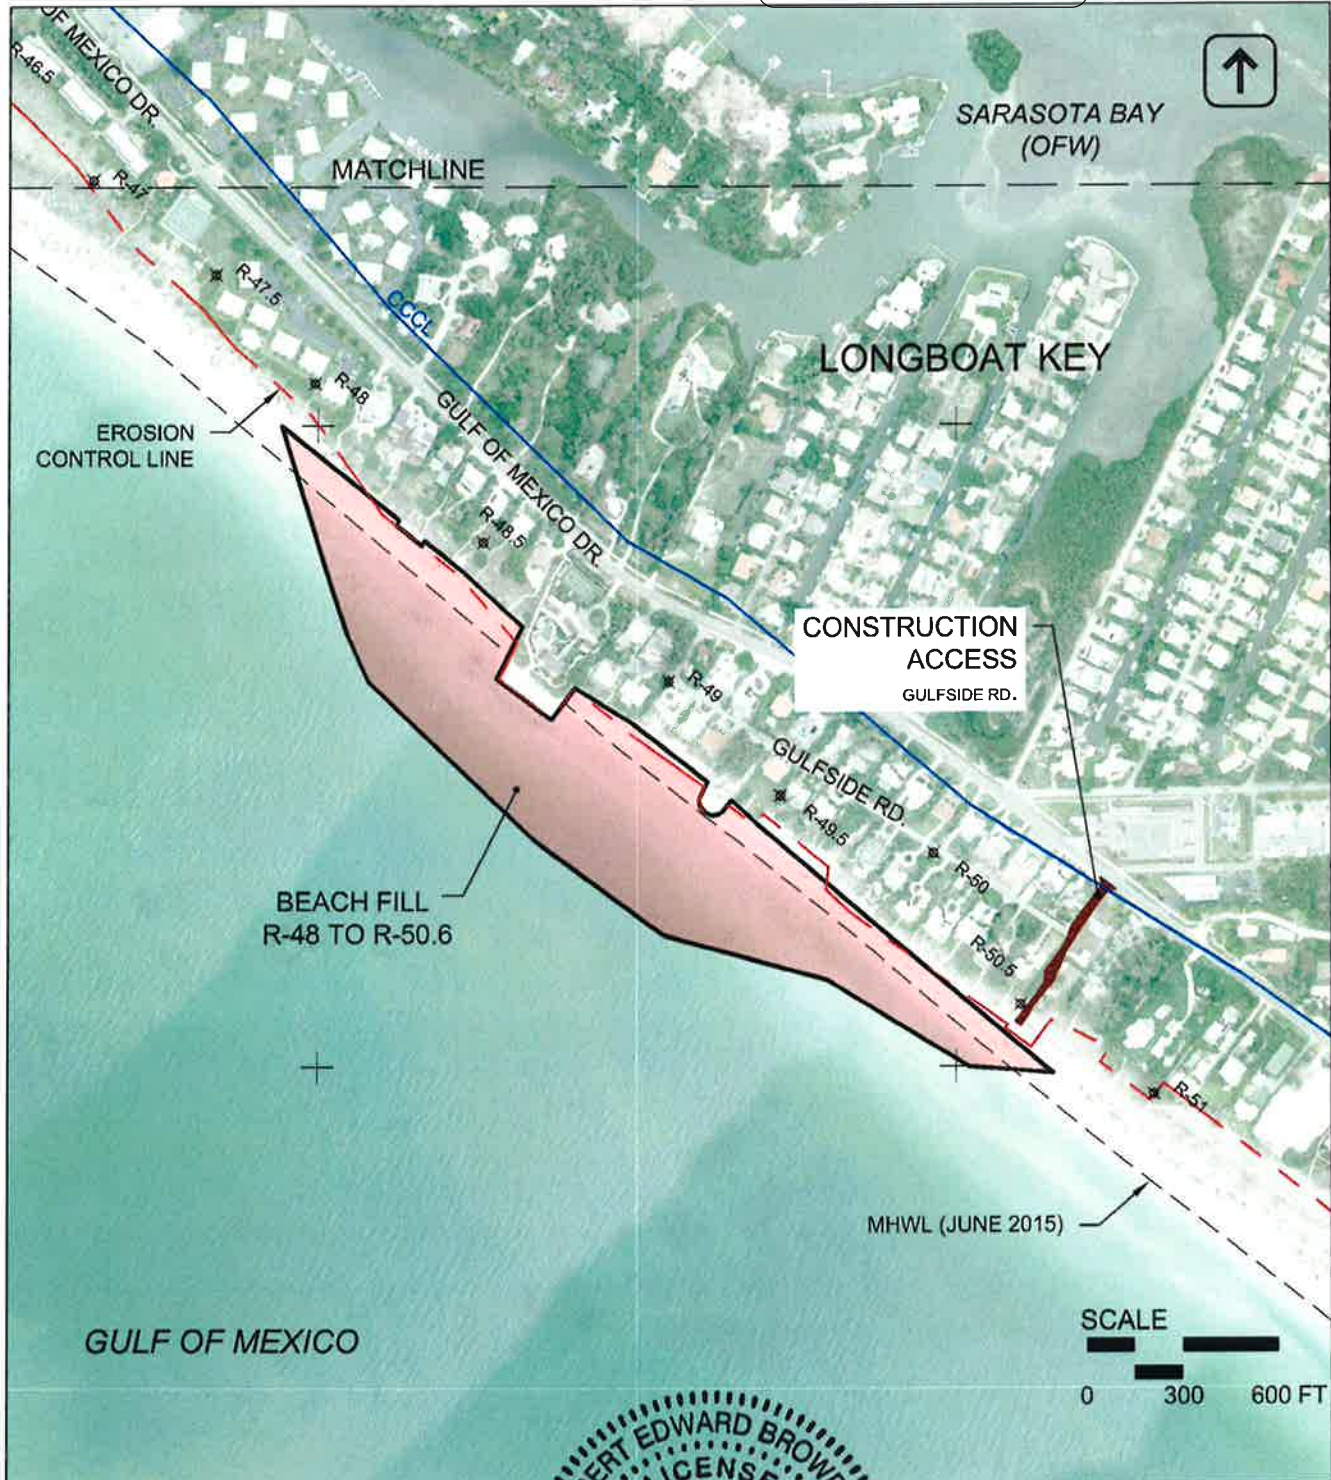 OF MEXICO DR.
R-46.5
SARASOTA BAY
(OFW)
MATCHLINE
R-47
R-47.5
CCCL
LONGBOAT KEY
R-48
GULF OF MEXICO DR.
EROSION
CONTROL LINE
R-48.5
CONSTRUCTION
ACCESS
GULFSIDE RD.
R-49
GULFSIDE RD.
R-49.5
R-50
BEACH FILL
R-48 TO R-50.6
R-50.5
R-51
MHWL (JUNE 2015)
GULF OF MEXICO
SCALE
0 300 600 FT
EDWARD